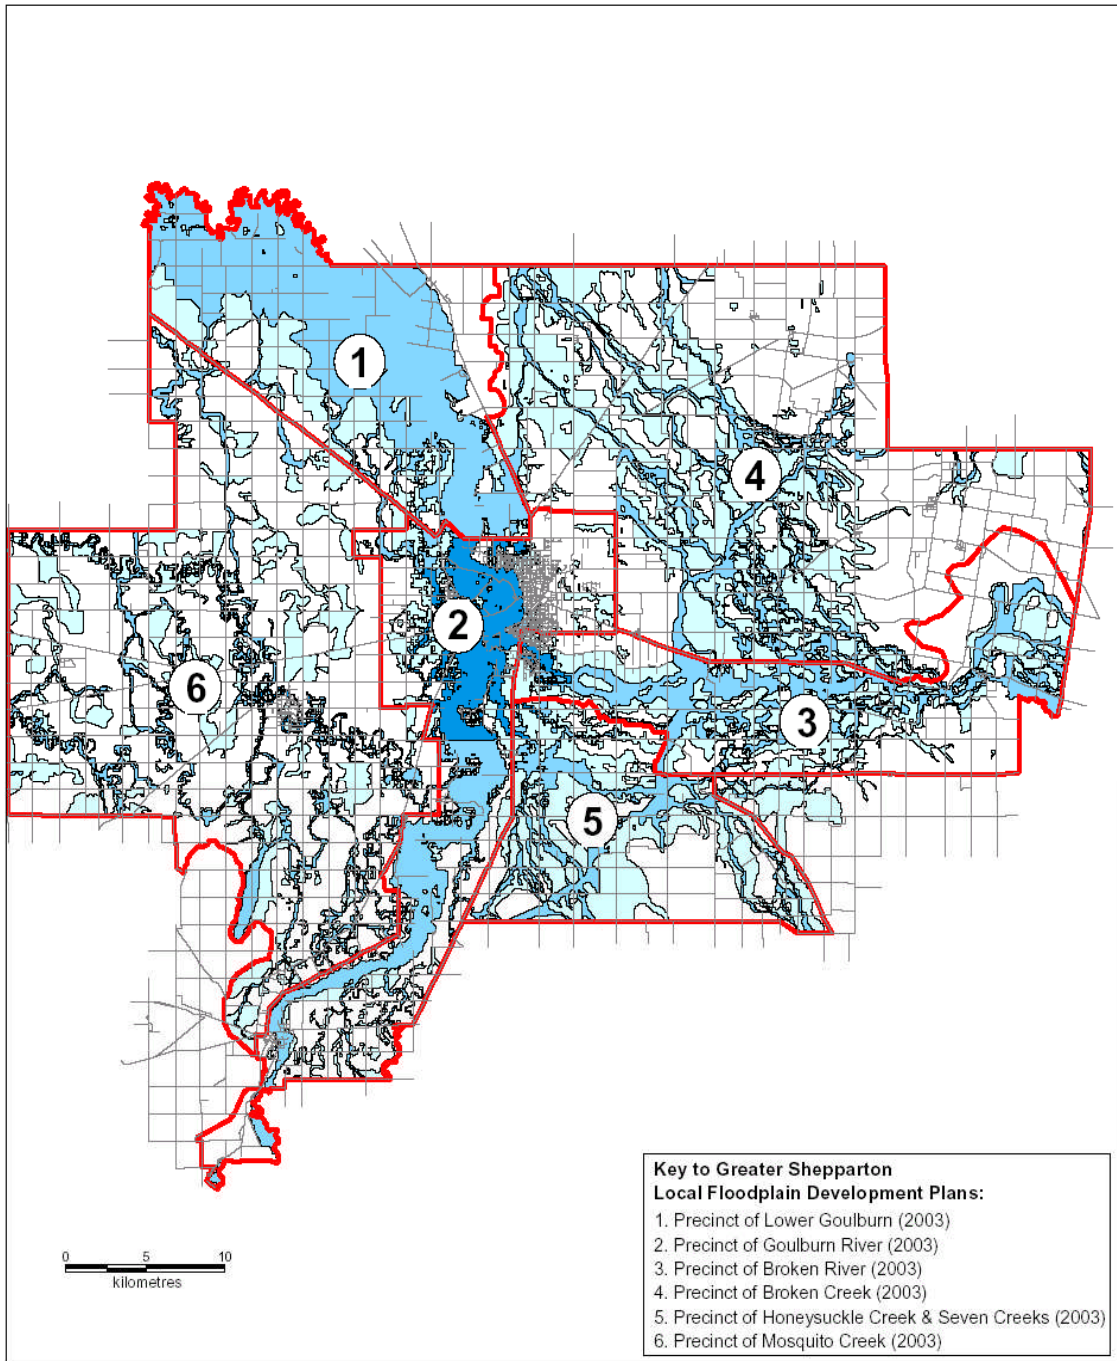 1
4
2
6
3
5
Key to Greater Shepparton
Local Floodplain Development Plans:
1. Precinct of Lower Goulburn (2003)
2. Precinct of Goulburn River (2003)
3. Precinct of Broken River (2003)
4. Precinct of Broken Creek (2003)
5. Precinct of Honeysuckle Creek & Seven Creeks (2003)
6. Precinct of Mosquito Creek (2003)
0 5 10
kilometres